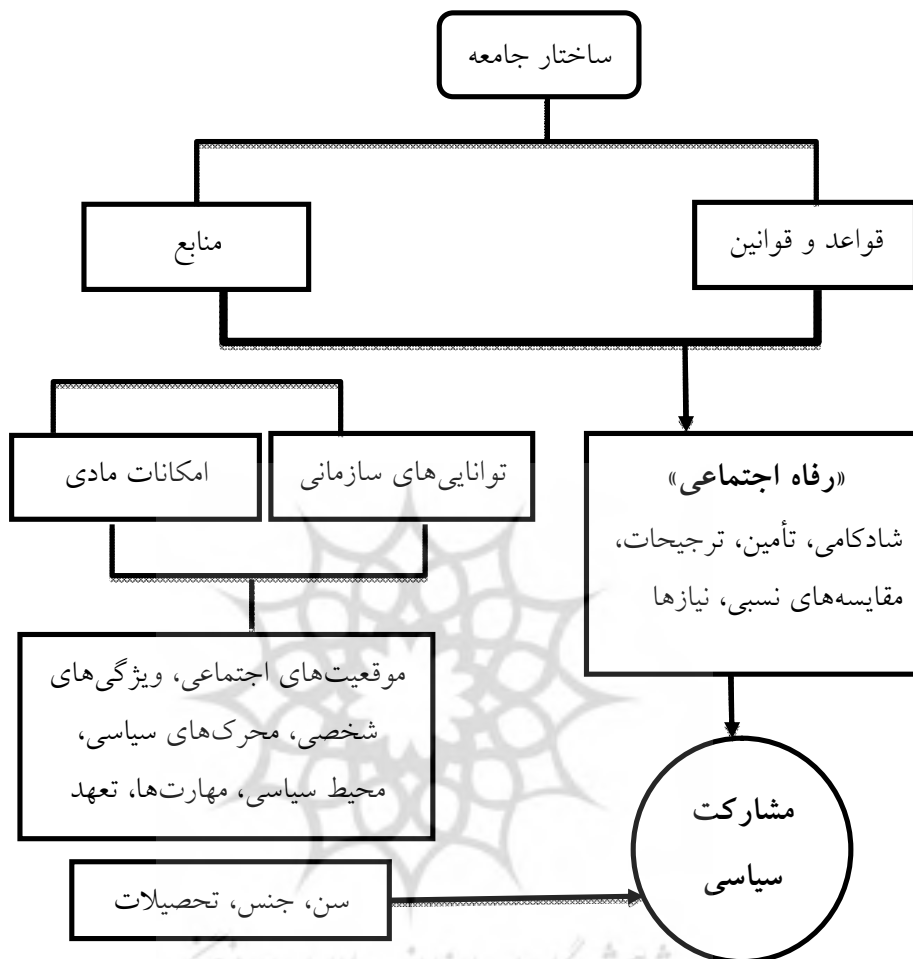 ساختار جامعه
قواعد و قوانین
منابع
توانایی‌های سازمانی
امکانات مادی
«رفاه اجتماعی»
شادکامی، تأمین، ترجیحات،
مقایسه‌های نسبی، نیازها
موقعیت‌های اجتماعی، ویژگی‌های
شخصی، محرک‌های سیاسی،
محیط سیاسی، مهارت‌ها، تعهد
مشارکت
سیاسی
سن، جنس، تحصیلات